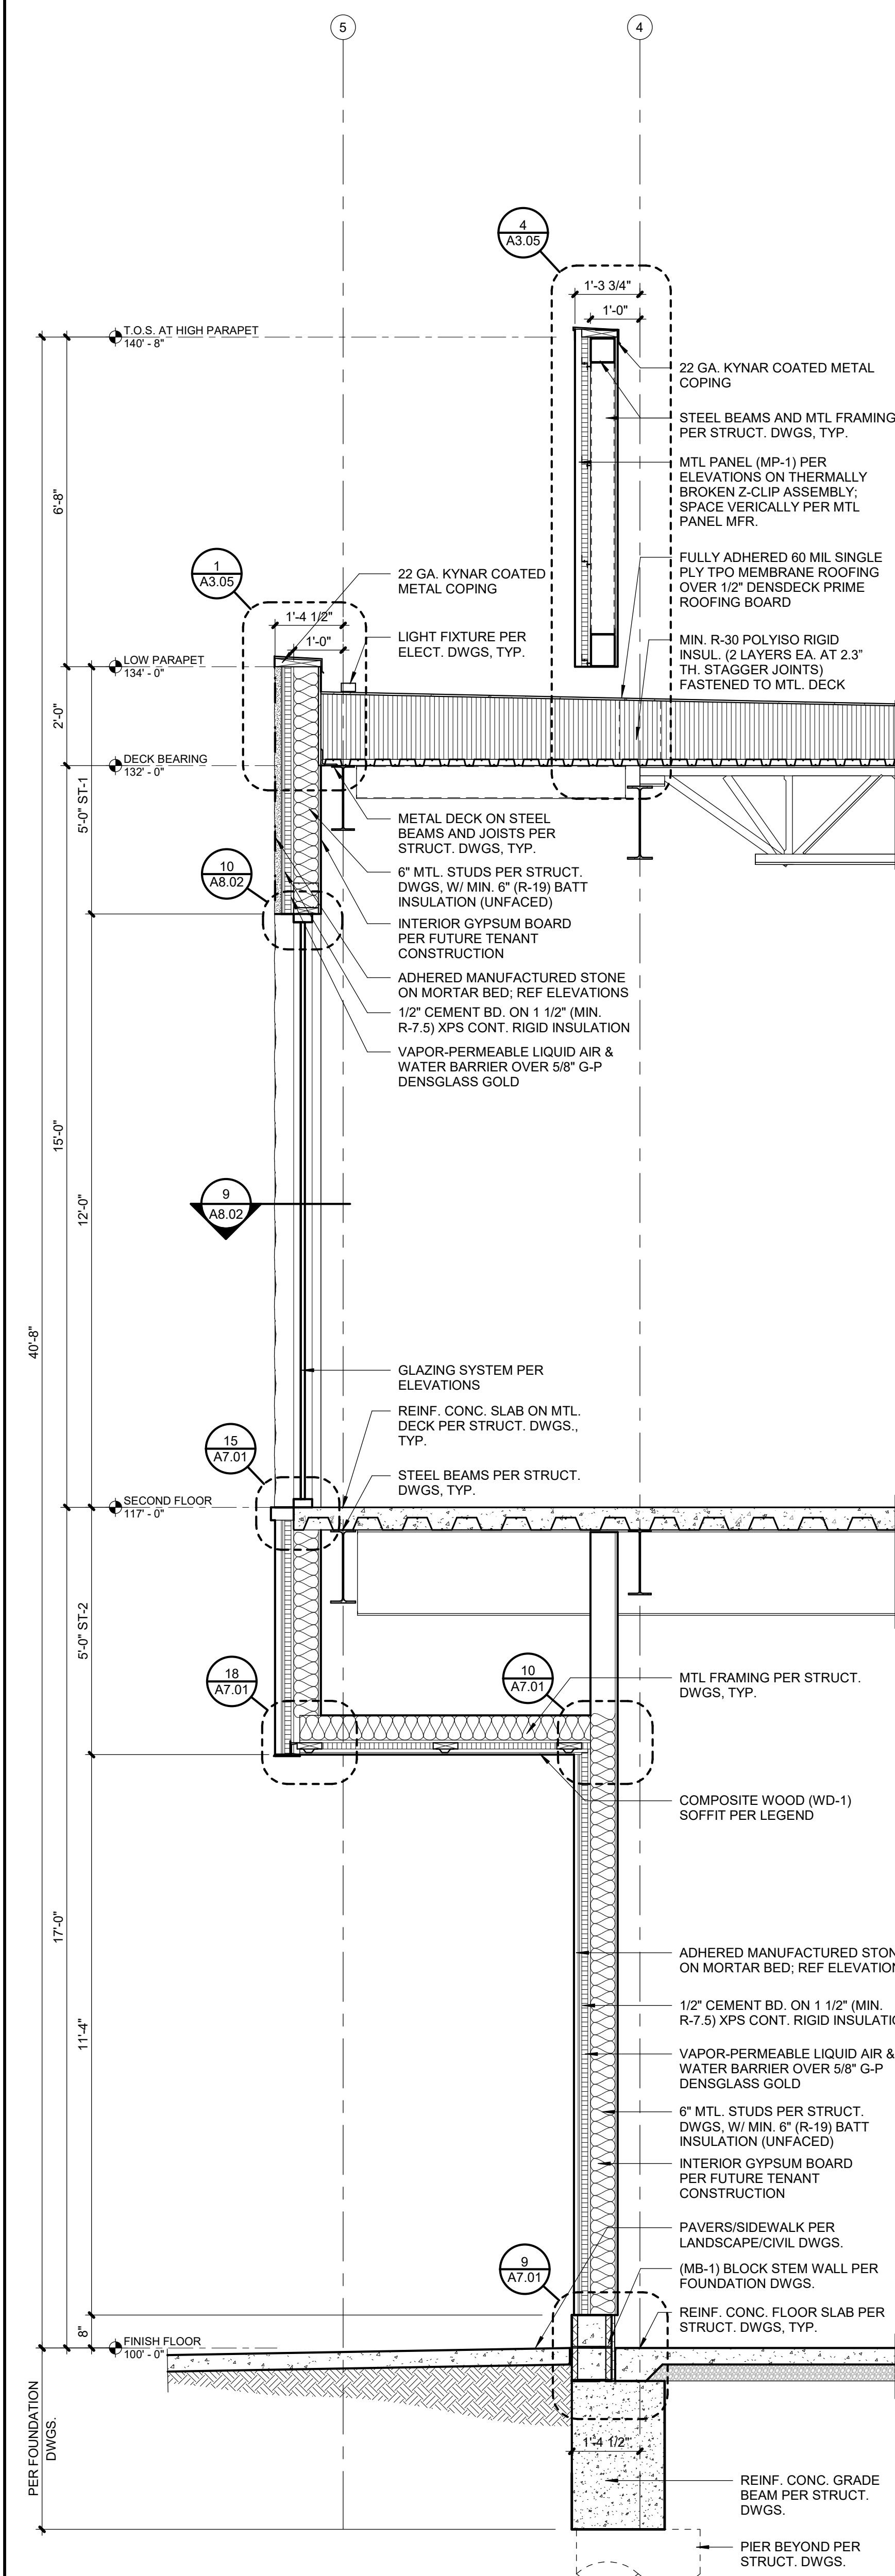 5
4
4
A3.05
1'-3 3/4"
1'-0"
T.O.S. AT HIGH PARAPET
140' - 8"
22 GA. KYNAR COATED METAL
COPING
STEEL BEAMS AND MTL FRAMING
PER STRUCT. DWGS, TYP.
MTL PANEL (MP-1) PER
ELEVATIONS ON THERMALLY
BROKEN Z-CLIP ASSEMBLY;
SPACE VERICALLY PER MTL
PANEL MFR.
6'-8"
1
A3.05
22 GA. KYNAR COATED
METAL COPING
1'-4 1/2"
1'-0"
LIGHT FIXTURE PER
ELECT. DWGS, TYP.
FULLY ADHERED 60 MIL SINGLE
PLY TPO MEMBRANE ROOFING
OVER 1/2" DENSDECK PRIME
ROOFING BOARD
MIN. R-30 POLYISO RIGID
INSUL. (2 LAYERS EA. AT 2.3"
TH. STAGGER JOINTS)
FASTENED TO MTL. DECK
LOW PARAPET
134' - 0"
2'-0"
DECK BEARING
132' - 0"
5'-0" ST-1
METAL DECK ON STEEL
BEAMS AND JOISTS PER
STRUCT. DWGS, TYP.
10
A8.02
6" MTL. STUDS PER STRUCT.
DWGS, W/ MIN. 6" (R-19) BATT
INSULATION (UNFACED)
INTERIOR GYPSUM BOARD
PER FUTURE TENANT
CONSTRUCTION
ADHERED MANUFACTURED STONE
ON MORTAR BED; REF ELEVATIONS
1/2" CEMENT BD. ON 1 1/2" (MIN.
R-7.5) XPS CONT. RIGID INSULATION
VAPOR-PERMEABLE LIQUID AIR &
WATER BARRIER OVER 5/8" G-P
DENSGLASS GOLD
15'-0"
12'-0"
9
A8.02
40'-8"
GLAZING SYSTEM PER
ELEVATIONS
REINF. CONC. SLAB ON MTL.
DECK PER STRUCT. DWGS.,
TYP.
15
A7.01
STEEL BEAMS PER STRUCT.
DWGS, TYP.
SECOND FLOOR
117' - 0"
5'-0" ST-2
18
A7.01
10
A7.01
MTL FRAMING PER STRUCT.
DWGS, TYP.
COMPOSITE WOOD (WD-1)
SOFFIT PER LEGEND
17'-0"
11'-4"
ADHERED MANUFACTURED STON
ON MORTAR BED; REF ELEVATION
1/2" CEMENT BD. ON 1 1/2" (MIN.
R-7.5) XPS CONT. RIGID INSULATIO
VAPOR-PERMEABLE LIQUID AIR &
WATER BARRIER OVER 5/8" G-P
DENSGLASS GOLD
6" MTL. STUDS PER STRUCT.
DWGS, W/ MIN. 6" (R-19) BATT
INSULATION (UNFACED)
INTERIOR GYPSUM BOARD
PER FUTURE TENANT
CONSTRUCTION
PAVERS/SIDEWALK PER
LANDSCAPE/CIVIL DWGS.
9
A7.01
(MB-1) BLOCK STEM WALL PER
FOUNDATION DWGS.
REINF. CONC. FLOOR SLAB PER
STRUCT. DWGS, TYP.
8"
FINISH FLOOR
100' - 0"
PER FOUNDATION
DWGS.
1'-4 1/2"
REINF. CONC. GRADE
BEAM PER STRUCT.
DWGS.
PIER BEYOND PER
STRUCT. DWGS.